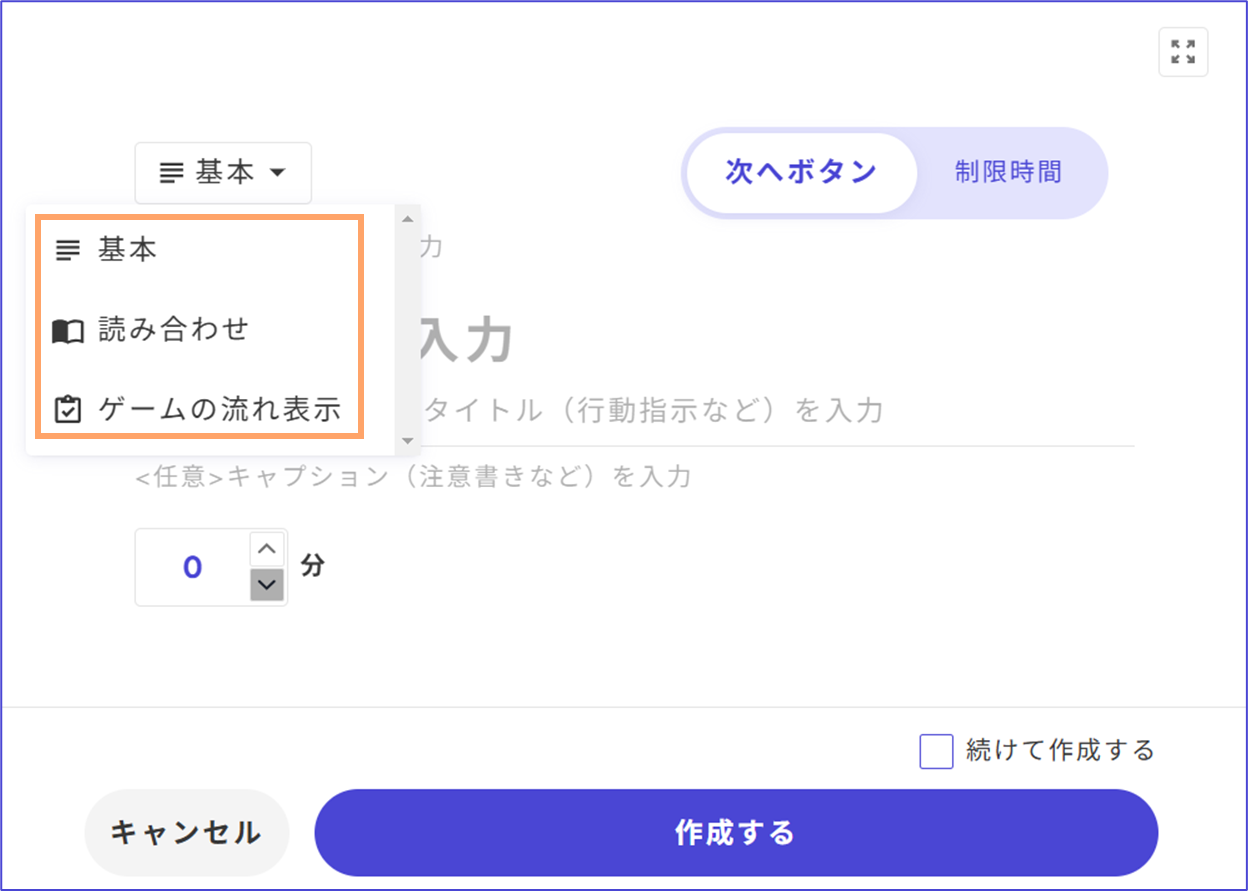 基本
次へボタン
制限時間
基本
力
読み合わせ
入力
ゲームの流れ表示
タイトル（行動指示など）を入力
<任意>キャプション（注意書きなど）を入力
0
分
続けて作成する
キャンセル
作成する